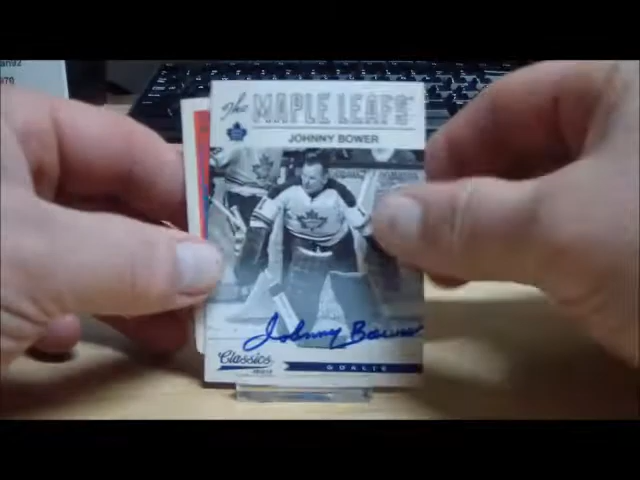 The MAPLE LEAFS
JOHNNY BOWER
Johnny Bower
Classics
GOALIE